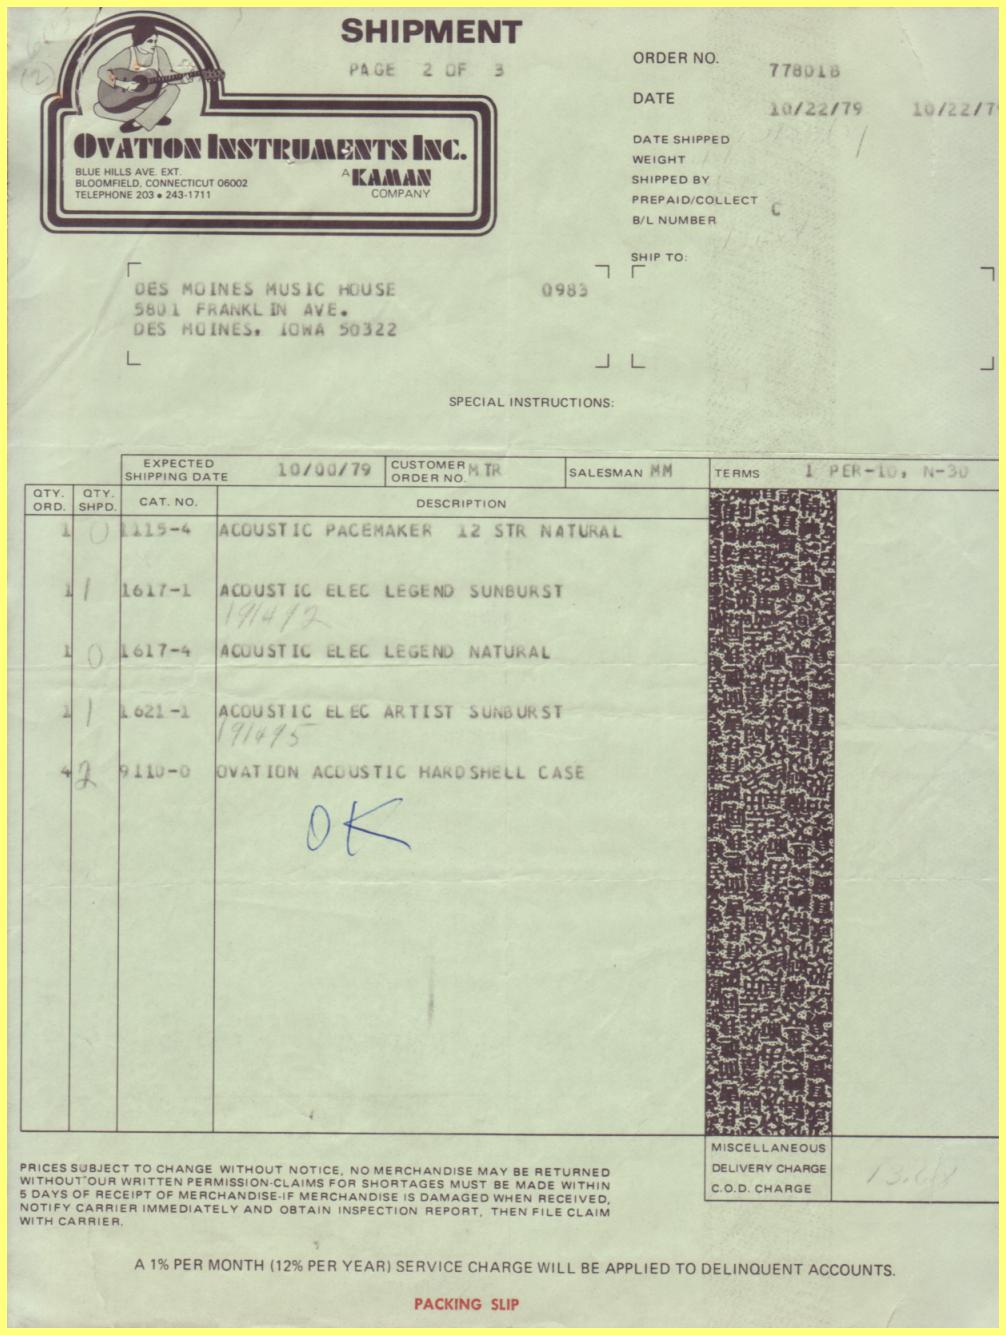 SHIPMENT
PAGE 2 OF 3
OVATION INSTRUMENTS INC.
BLUE HILLS AVE. EXT.
BLOOMFIELD, CONNECTICUT 06002
TELEPHONE 203 • 243-1711
A KAMAN
COMPANY
ORDER NO. 778018
DATE 10/22/79 10/22/79
DATE SHIPPED
WEIGHT
SHIPPED BY
PREPAID/COLLECT C
B/L NUMBER
SHIP TO:
DES MOINES MUSIC HOUSE 0983
5801 FRANKLIN AVE.
DES MOINES, IOWA 50322
SPECIAL INSTRUCTIONS:
EXPECTED SHIPPING DATE 10/00/79 CUSTOMER ORDER NO. MTR SALESMAN MM TERMS 1 PER-10, N-30
QTY. ORD. QTY. SHPD. CAT. NO. DESCRIPTION
1 0 1115-4 ACOUSTIC PACEMAKER 12 STR NATURAL
1 1 1617-1 ACOUSTIC ELEC LEGEND SUNBURST
191492
1 0 1617-4 ACOUSTIC ELEC LEGEND NATURAL
1 1 1621-1 ACOUSTIC ELEC ARTIST SUNBURST
191495
4 2 9110-0 OVATION ACOUSTIC HARDSHELL CASE
OK
MISCELLANEOUS
DELIVERY CHARGE
C.O.D. CHARGE
PRICES SUBJECT TO CHANGE WITHOUT NOTICE, NO MERCHANDISE MAY BE RETURNED
WITHOUT OUR WRITTEN PERMISSION-CLAIMS FOR SHORTAGES MUST BE MADE WITHIN
5 DAYS OF RECEIPT OF MERCHANDISE-IF MERCHANDISE IS DAMAGED WHEN RECEIVED,
NOTIFY CARRIER IMMEDIATELY AND OBTAIN INSPECTION REPORT, THEN FILE CLAIM
WITH CARRIER.
A 1% PER MONTH (12% PER YEAR) SERVICE CHARGE WILL BE APPLIED TO DELINQUENT ACCOUNTS.
PACKING SLIP